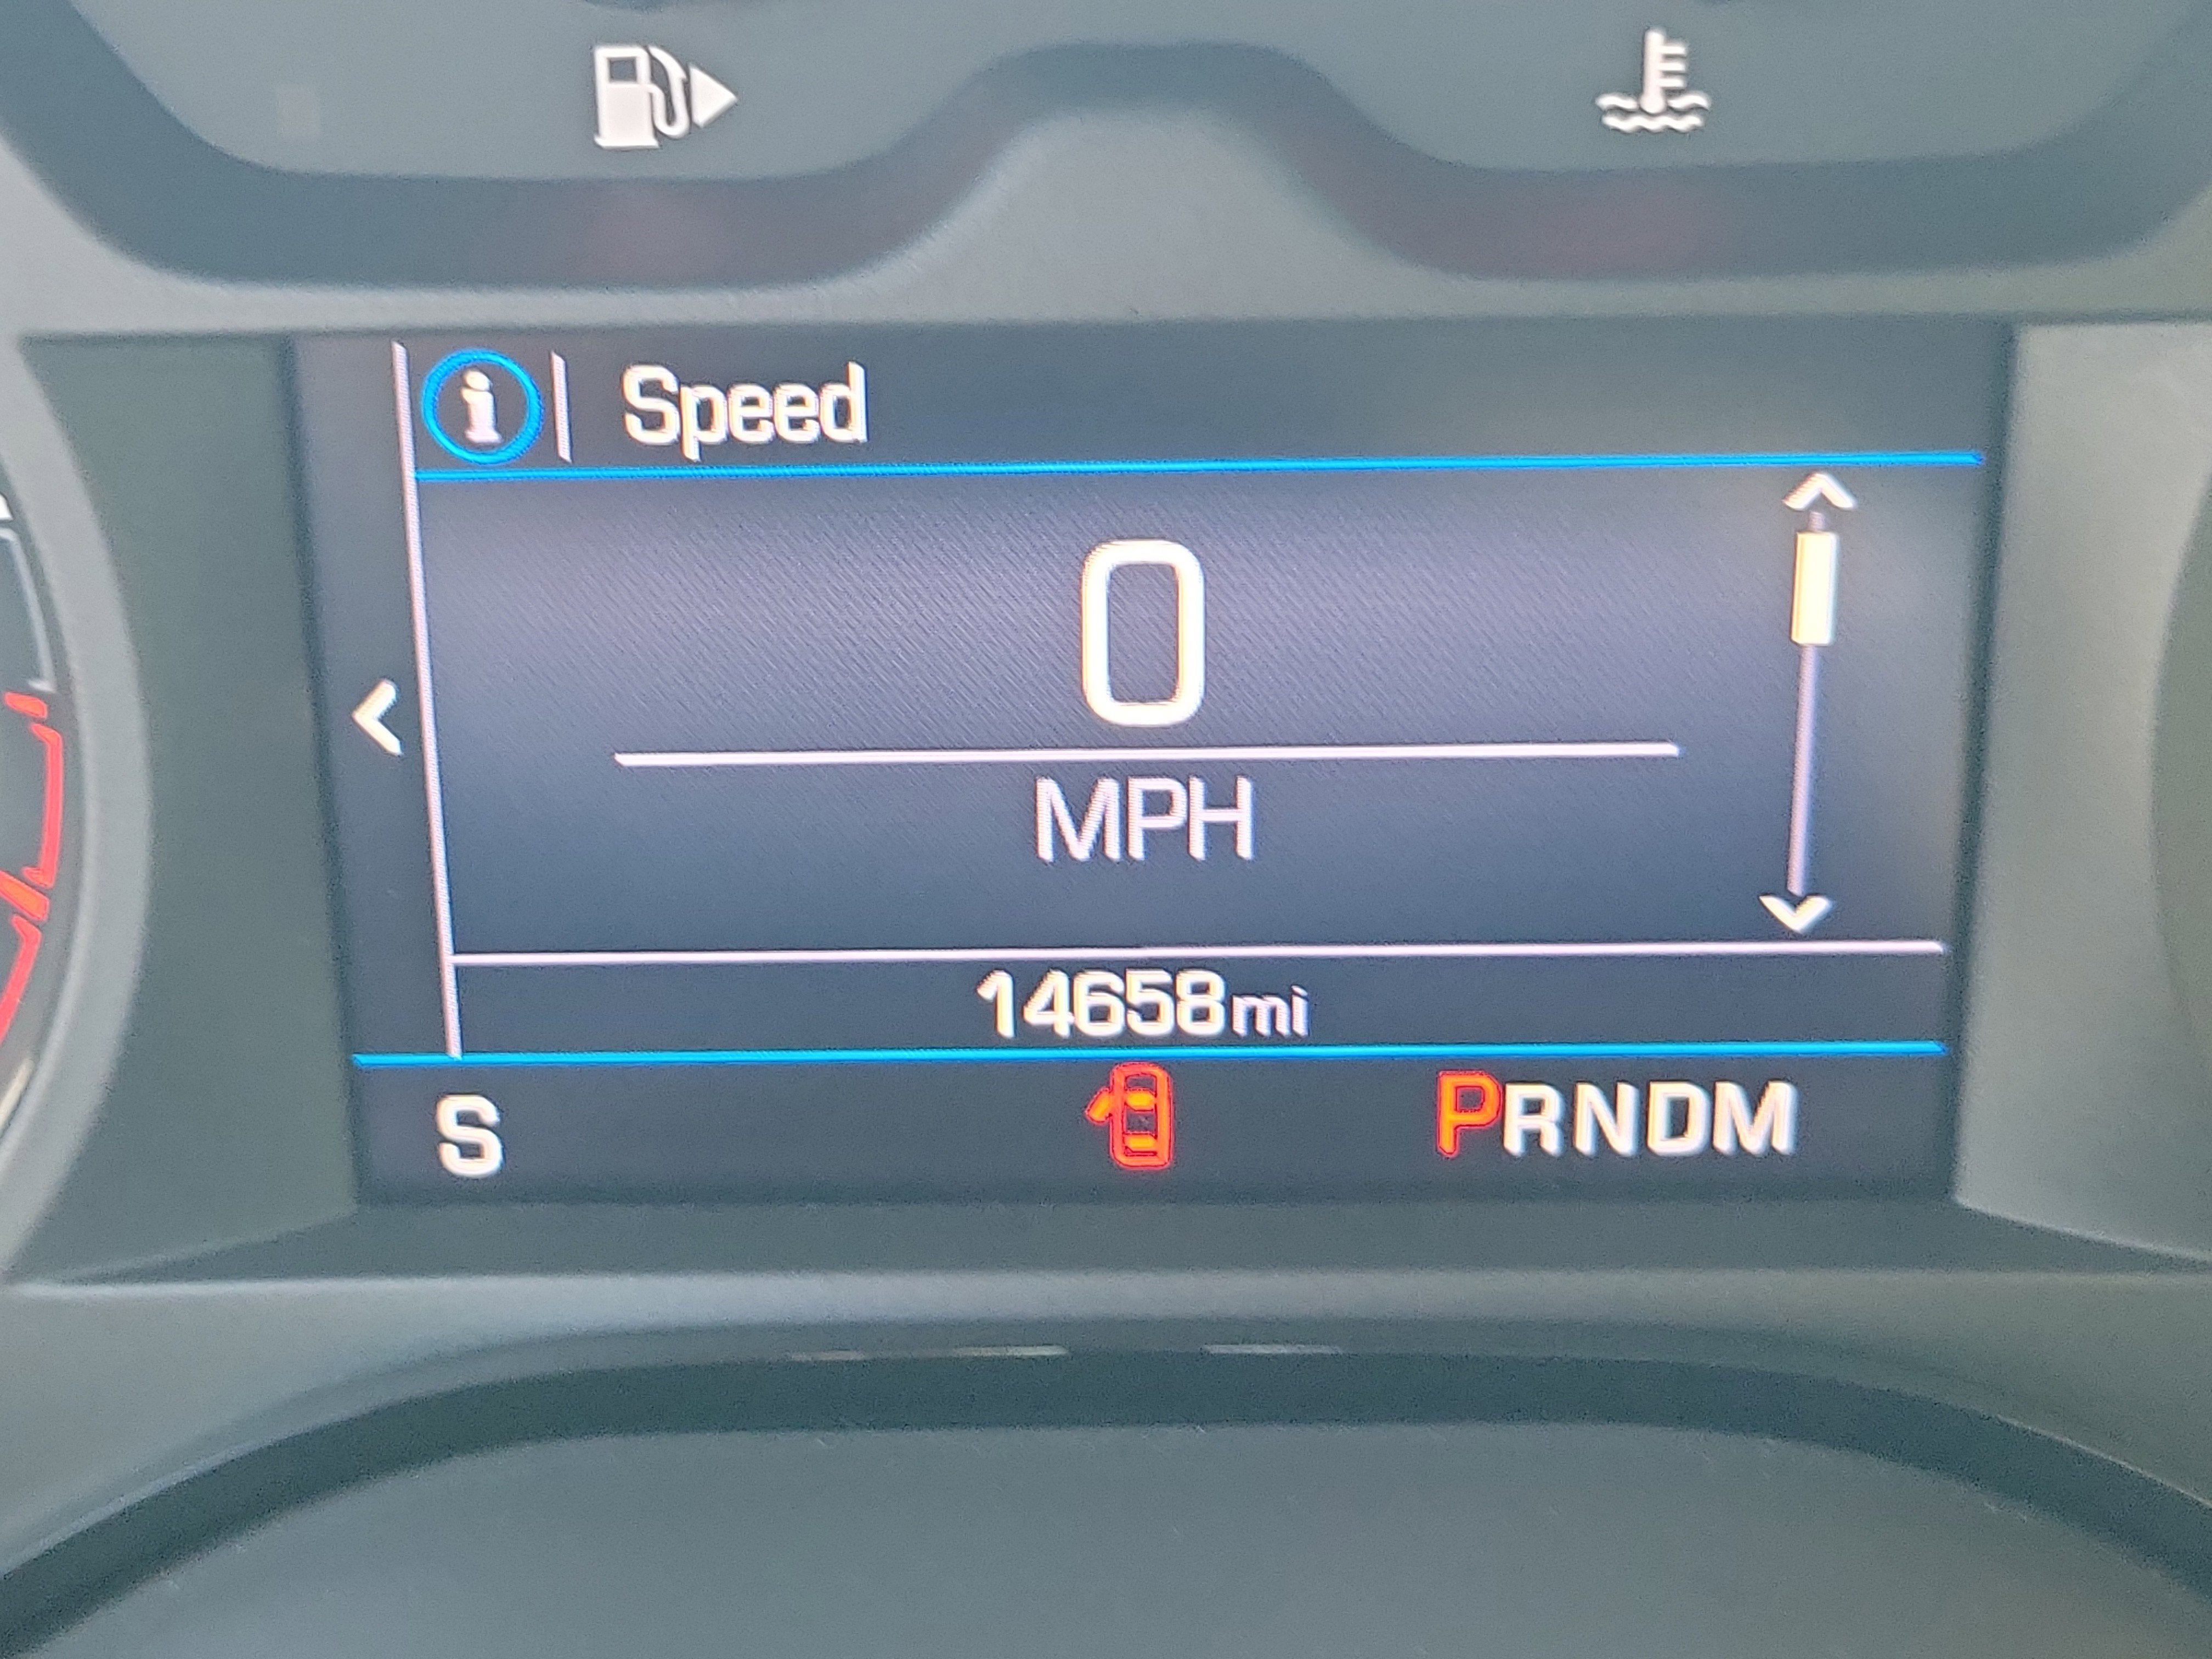 i Speed
0
MPH
14658mi
S PRNDM